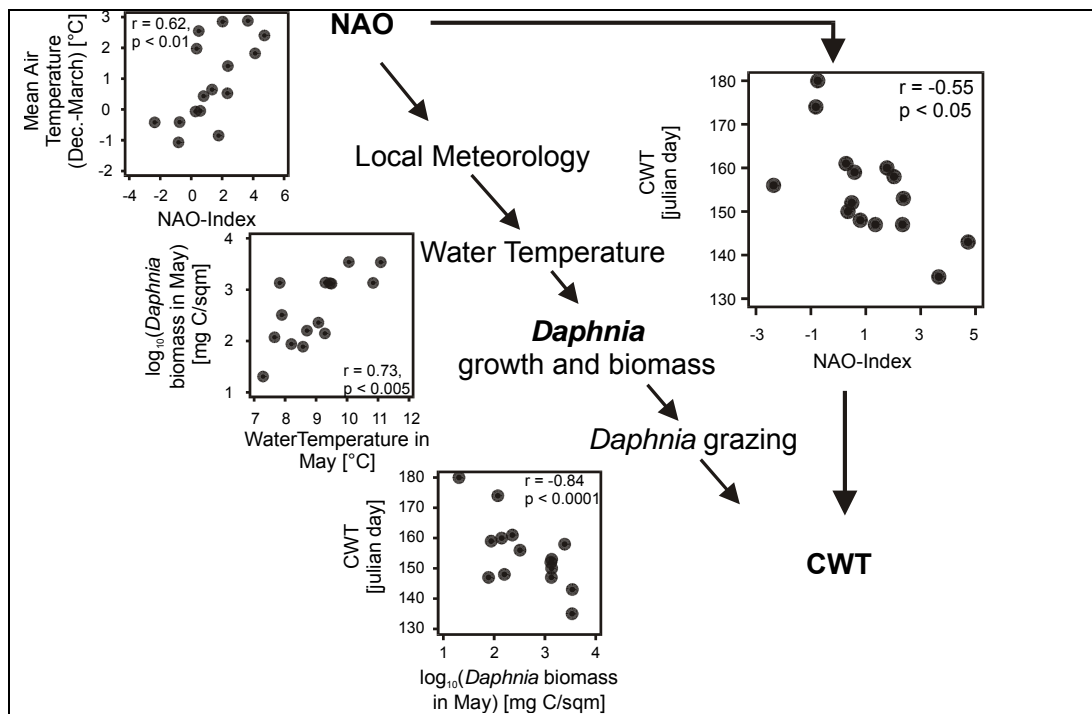 NAO
Mean Air
Temperature
(Dec.-March) [°C]
3
2
1
0
-1
-2
r = 0.62,
p < 0.01
-4 -2 0 2 4 6
NAO-Index
Local Meteorology
Water Temperature
Daphnia
growth and biomass
Daphnia grazing
CWT
log₁₀(Daphnia
biomass in May)
[mg C/sqm]
4
3
2
1
r = 0.73,
p < 0.005
7 8 9 10 11 12
WaterTemperature in
May [°C]
CWT
[julian day]
180
170
160
150
140
130
r = -0.84
p < 0.0001
1 2 3 4
log₁₀(Daphnia biomass
in May) [mg C/sqm]
CWT
[julian day]
180
170
160
150
140
130
r = -0.55
p < 0.05
-3 -1 1 3 5
NAO-Index